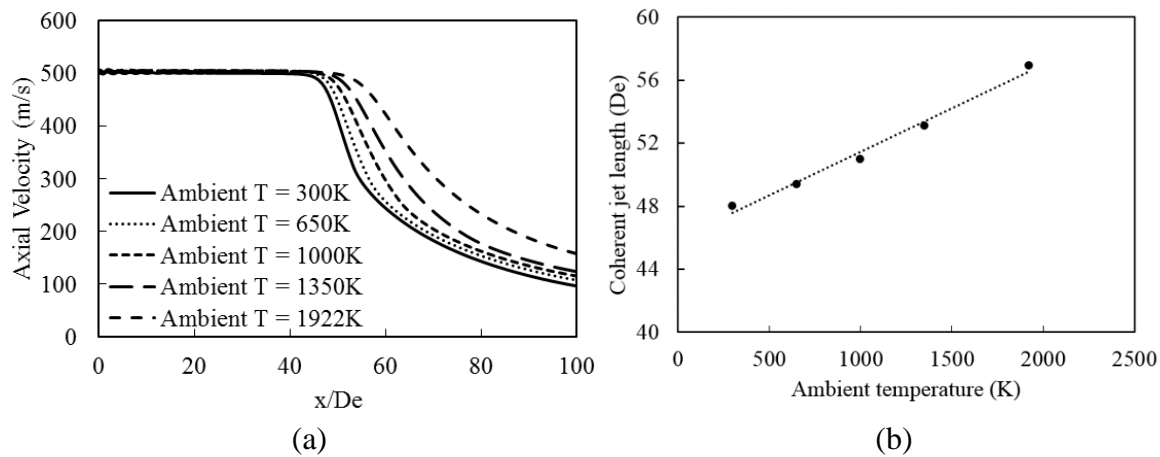 600
500
400
300
200
100
0
Axial Velocity (m/s)
Ambient T = 300K
Ambient T = 650K
Ambient T = 1000K
Ambient T = 1350K
Ambient T = 1922K
0 20 40 60 80 100
x/De
(a)
60
56
52
48
44
40
Coherent jet length (De)
0 500 1000 1500 2000 2500
Ambient temperature (K)
(b)